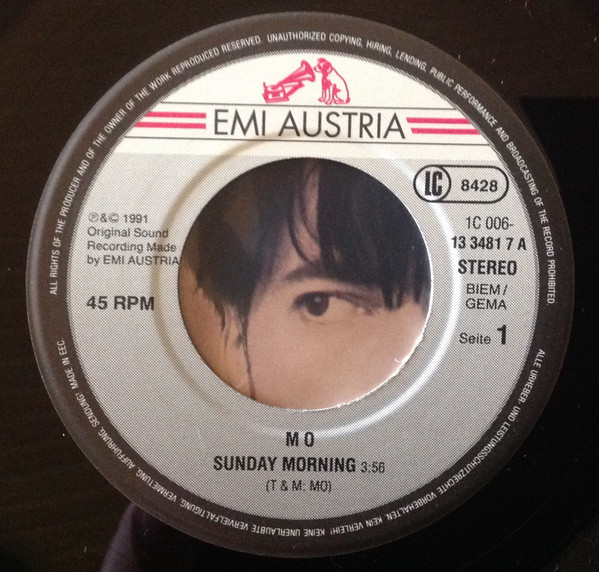 ALL RIGHTS OF THE PRODUCER AND OF THE OWNER OF THE WORK REPRODUCED RESERVED. UNAUTHORIZED COPYING, HIRING, LENDING, PUBLIC PERFORMANCE AND BROADCASTING OF THE RECORD PROHIBITED.
EMI AUSTRIA
LC 8428
℗&© 1991
Original Sound
Recording Made
by EMI AUSTRIA
45 RPM
1C 006-
13 3481 7 A
STEREO
BIEM/
GEMA
Seite 1
M O
SUNDAY MORNING 3:56
(T & M: MO)
ALLE URHEBER- UND LEISTUNGSSCHUTZRECHTE VORBEHALTEN. KEIN VERLEIH! KEINE UNERLAUBTE VERVIELFÄLTIGUNG, VERMIETUNG, AUFFÜHRUNG, SENDUNG! MADE IN EEC.